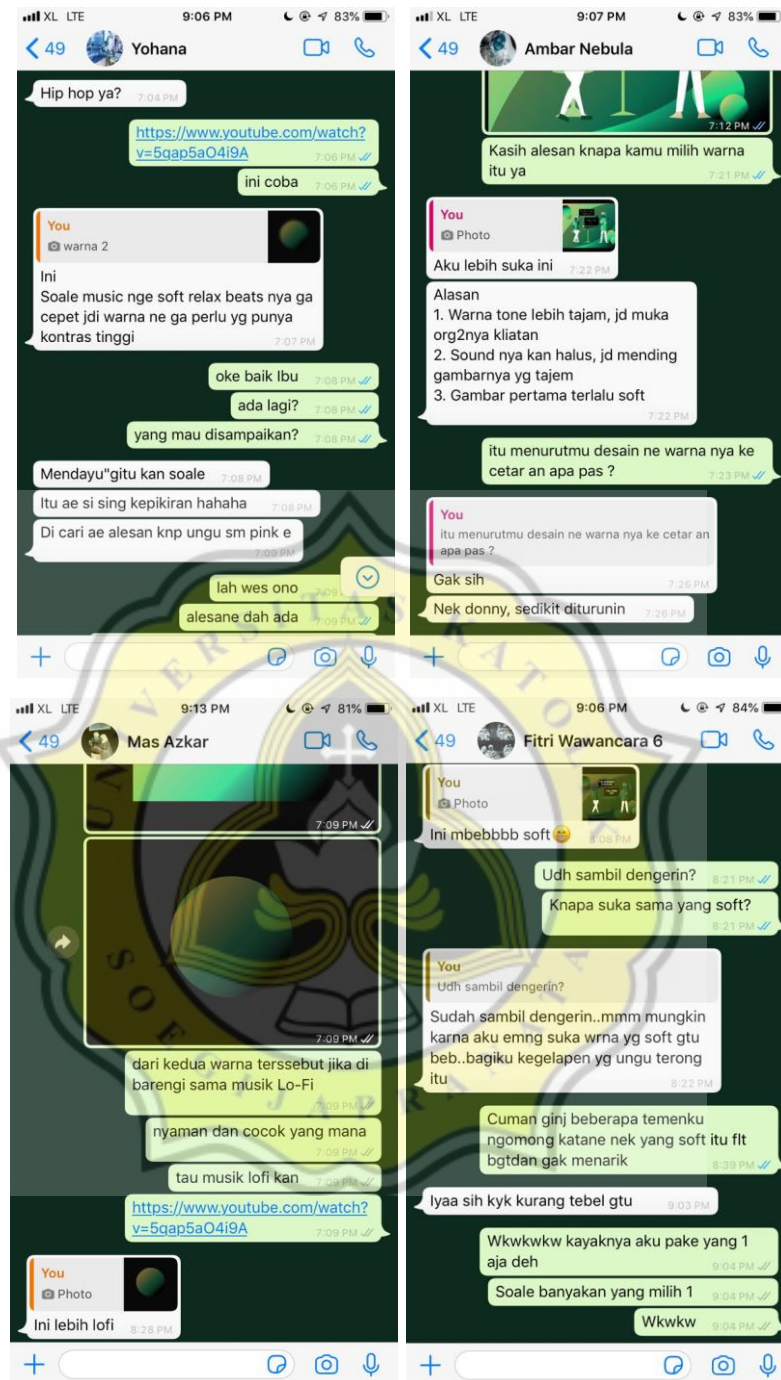 XL LTE 9:06 PM 83%
49 Yohana
Hip hop ya? 7:04 PM
https://www.youtube.com/watch?
v=5qap5aO4i9A 7:06 PM
ini coba 7:06 PM
You
warna 2
Ini
Soale music nge soft relax beats nya ga
cepet jdi warna ne ga perlu yg punya
kontras tinggi 7:07 PM
oke baik Ibu 7:08 PM
ada lagi? 7:08 PM
yang mau disampaikan? 7:08 PM
Mendayu"gitu kan soale 7:08 PM
Itu ae si sing kepikiran hahaha 7:08 PM
Di cari ae alesan knp ungu sm pink e
7:09 PM
lah wes ono 7:09
alesane dah ada 7:09 PM
XL LTE 9:07 PM 83%
49 Ambar Nebula
7:12 PM
Kasih alesan knapa kamu milih warna
itu ya 7:21 PM
You
Photo
Aku lebih suka ini 7:22 PM
Alasan
1. Warna tone lebih tajam, jd muka
org2nya kliatan
2. Sound nya kan halus, jd mending
gambarnya yg tajem
3. Gambar pertama terlalu soft
7:22 PM
itu menurutmu desain ne warna nya ke
cetar an apa pas ? 7:23 PM
You
itu menurutmu desain ne warna nya ke cetar an
apa pas ?
Gak sih 7:26 PM
Nek donny, sedikit diturunin 7:26 PM
XL LTE 9:13 PM 81%
49 Mas Azkar
7:09 PM
7:09 PM
dari kedua warna terssebut jika di
barengi sama musik Lo-Fi
7:09 PM
nyaman dan cocok yang mana
7:09 PM
tau musik lofi kan 7:09 PM
https://www.youtube.com/watch?
v=5qap5aO4i9A 7:09 PM
You
Photo
Ini lebih lofi 8:28 PM
XL LTE 9:06 PM 84%
49 Fitri Wawancara 6
You
Photo
Ini mbebbbb soft😁 8:08 PM
Udh sambil dengerin? 8:21 PM
Knapa suka sama yang soft?
8:21 PM
You
Udh sambil dengerin?
Sudah sambil dengerin..mmm mungkin
karna aku emng suka wrna yg soft gtu
beb..bagiku kegelapen yg ungu terong
itu 8:22 PM
Cuman ginj beberapa temenku
ngomong katane nek yang soft itu flt
bgtdan gak menarik 8:39 PM
Iyaa sih kyk kurang tebel gtu 9:03 PM
Wkwkwkw kayaknya aku pake yang 1
aja deh 9:04 PM
Soale banyakan yang milih 1 9:04 PM
Wkwkw 9:04 PM
UNIVERSITAS KATOLIK
SOEGIJAPRANATA